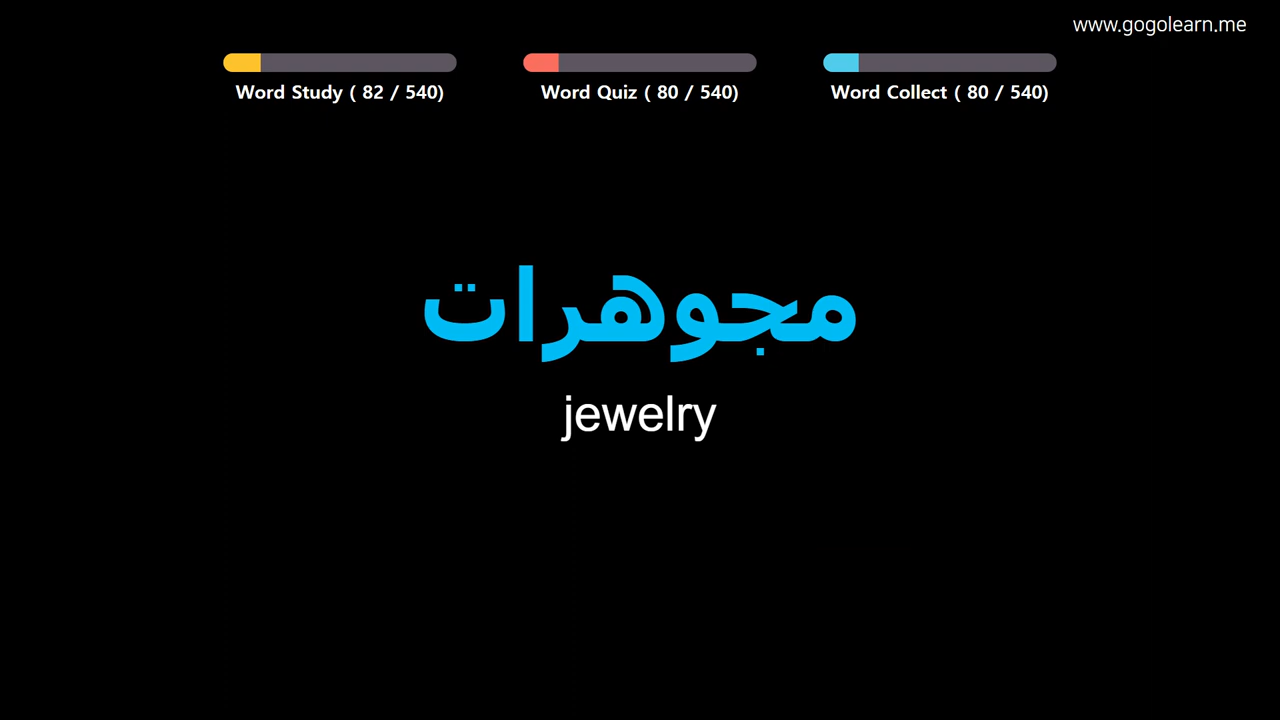 www.gogolearn.me
Word Study ( 82 / 540)
Word Quiz ( 80 / 540)
Word Collect ( 80 / 540)
مجوهرات
jewelry